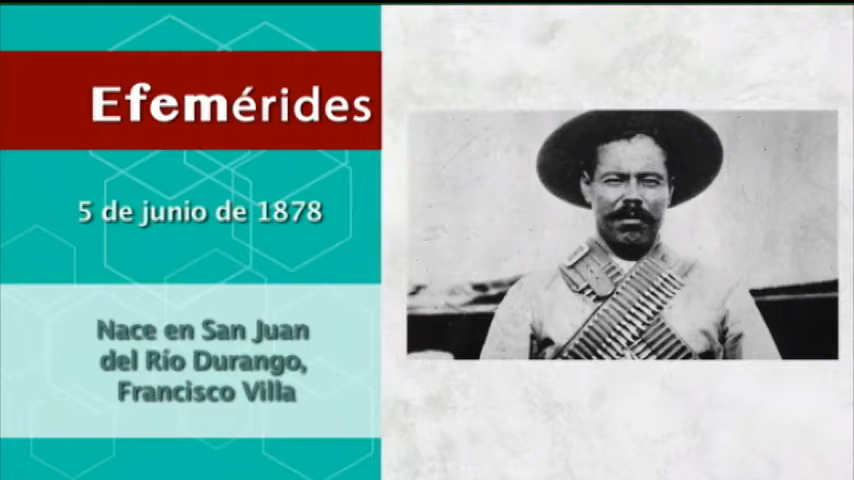 Efemérides
5 de junio de 1878
Nace en San Juan
del Río Durango,
Francisco Villa